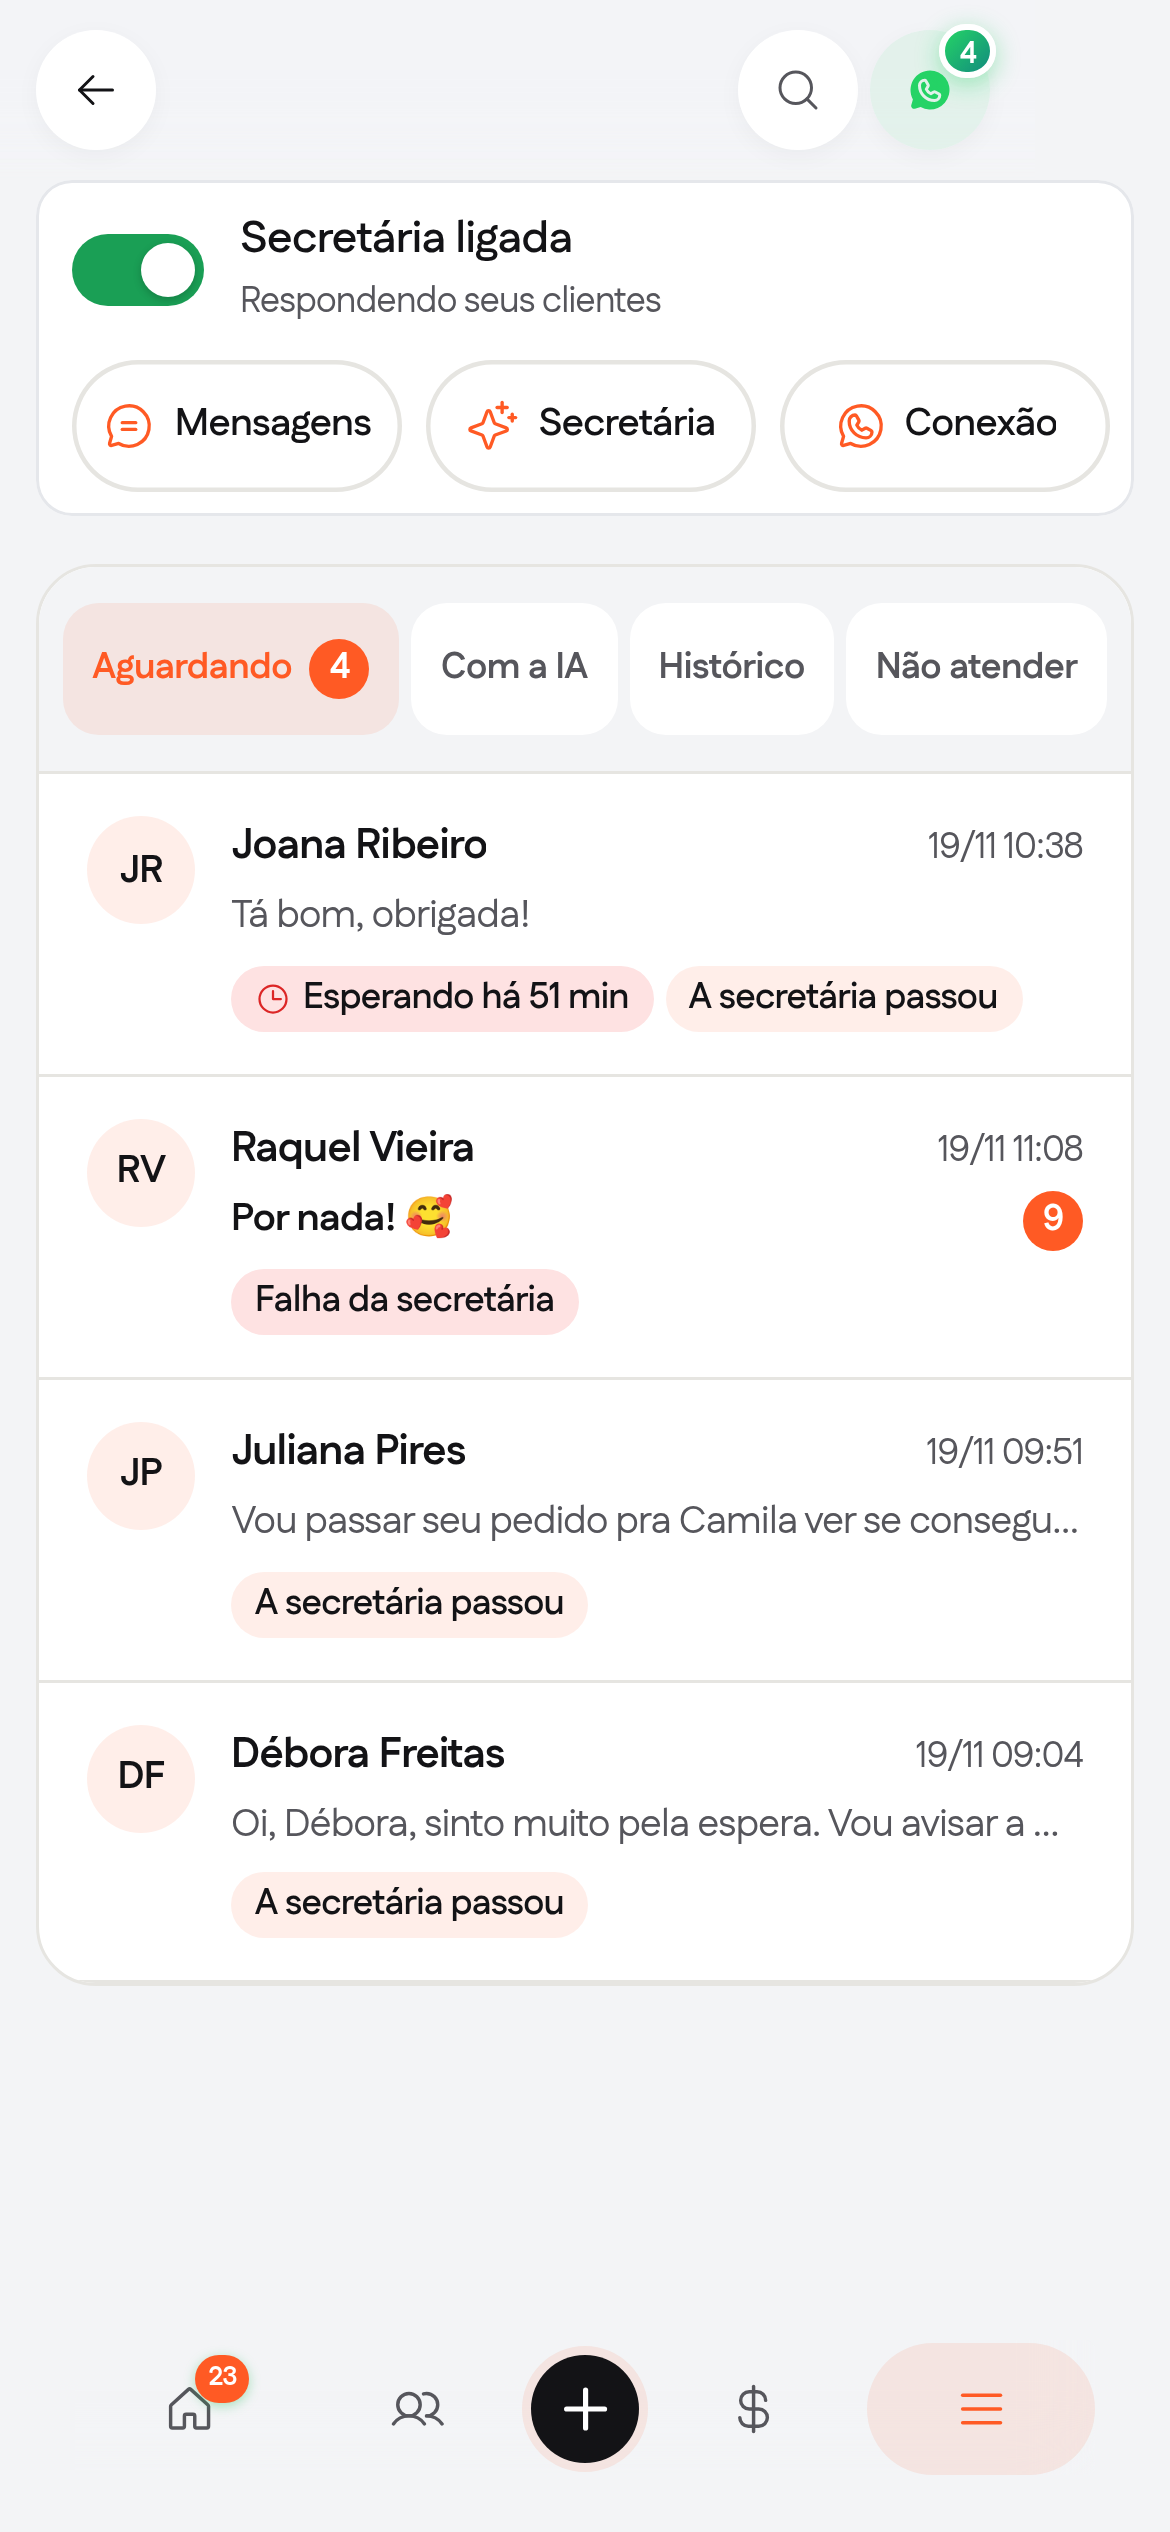 4
Secretária ligada
Respondendo seus clientes
Mensagens
Secretária
Conexão
Aguardando 4
Com a IA
Histórico
Não atender
JR
Joana Ribeiro
19/11 10:38
Tá bom, obrigada!
Esperando há 51 min
A secretária passou
RV
Raquel Vieira
19/11 11:08
Por nada! 🥰
9
Falha da secretária
JP
Juliana Pires
19/11 09:51
Vou passar seu pedido pra Camila ver se consegu...
A secretária passou
DF
Débora Freitas
19/11 09:04
Oi, Débora, sinto muito pela espera. Vou avisar a ...
A secretária passou
23